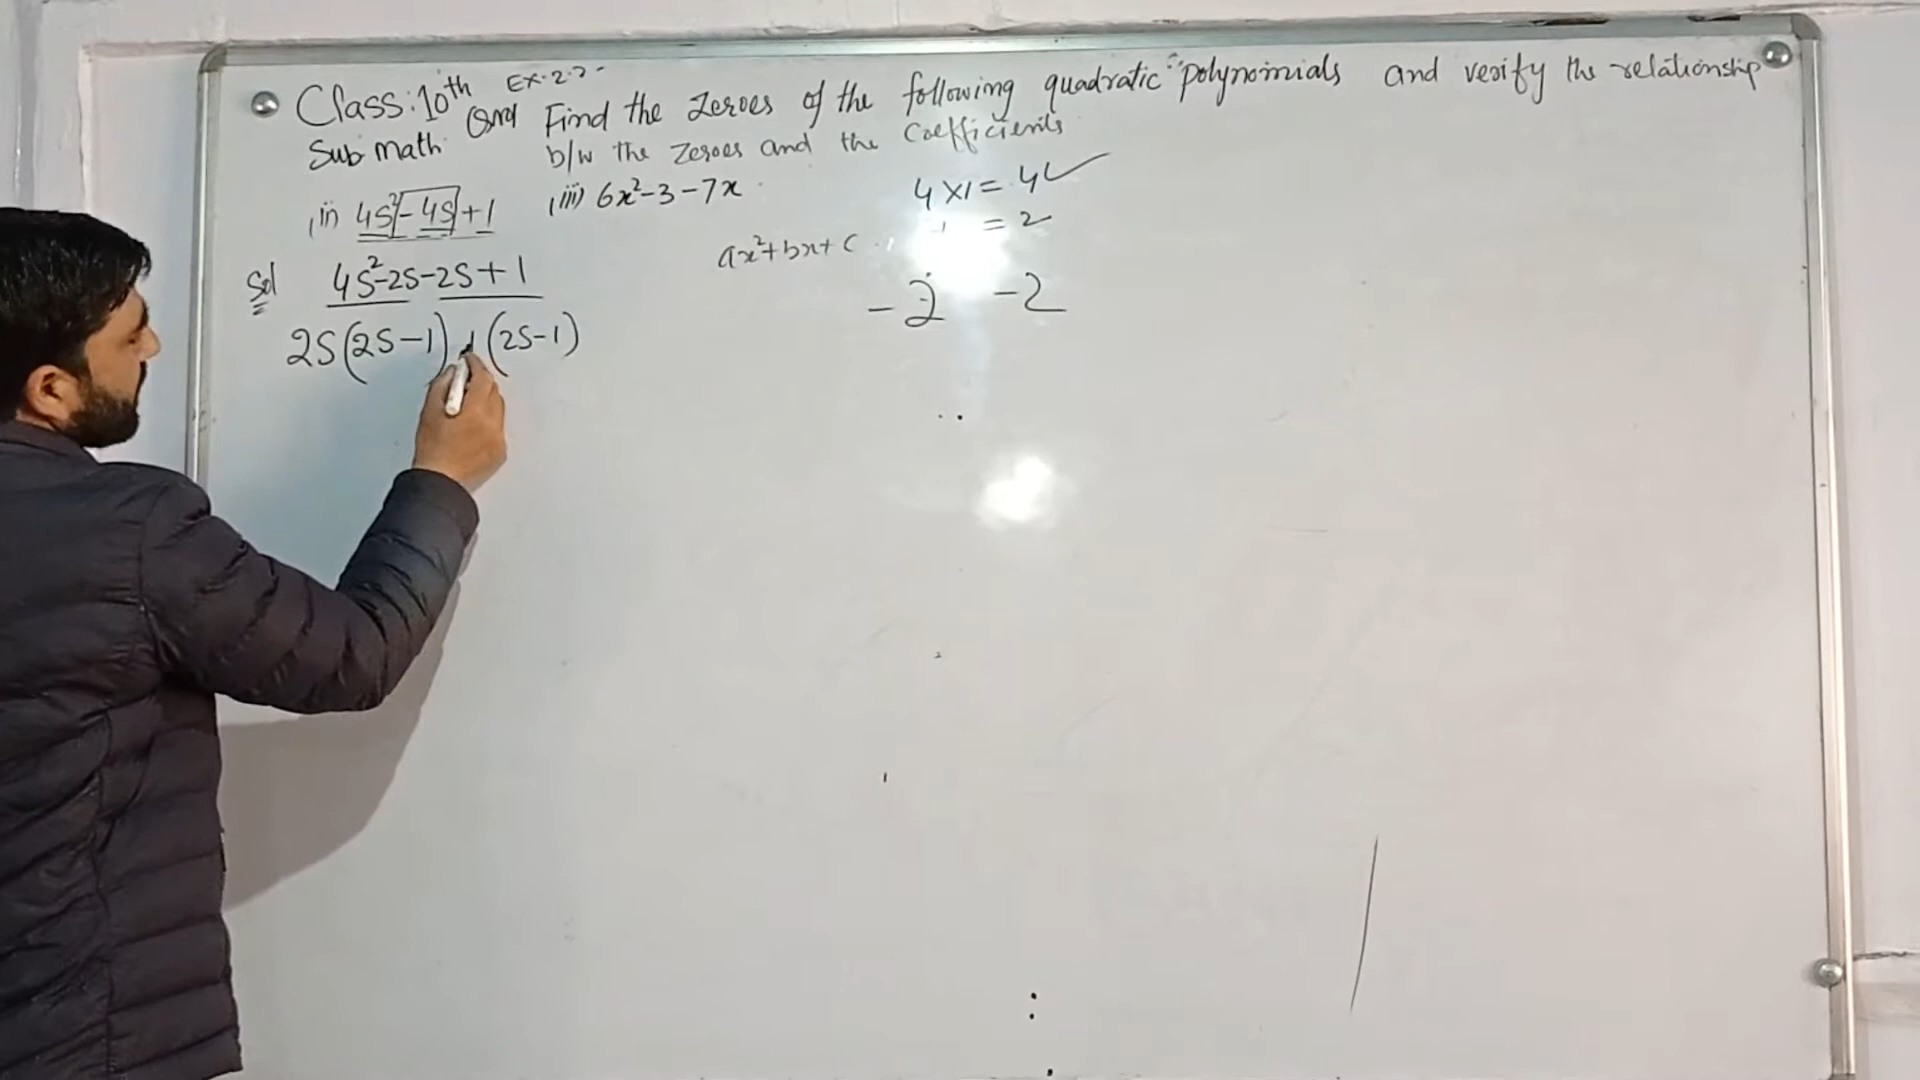 Class: 10th Ex. 2.2
Sub math Qno1 Find the zeroes of the following quadratic polynomials and verify the relationship
b/w the zeroes and the Coefficients
(ii) 4S²-4S+1 (iii) 6x²-3-7x
4×1=4
=2
ax²+bx+c
-2 -2
Sol 4S²-2S-2S+1
2S(2S-1) (2S-1)